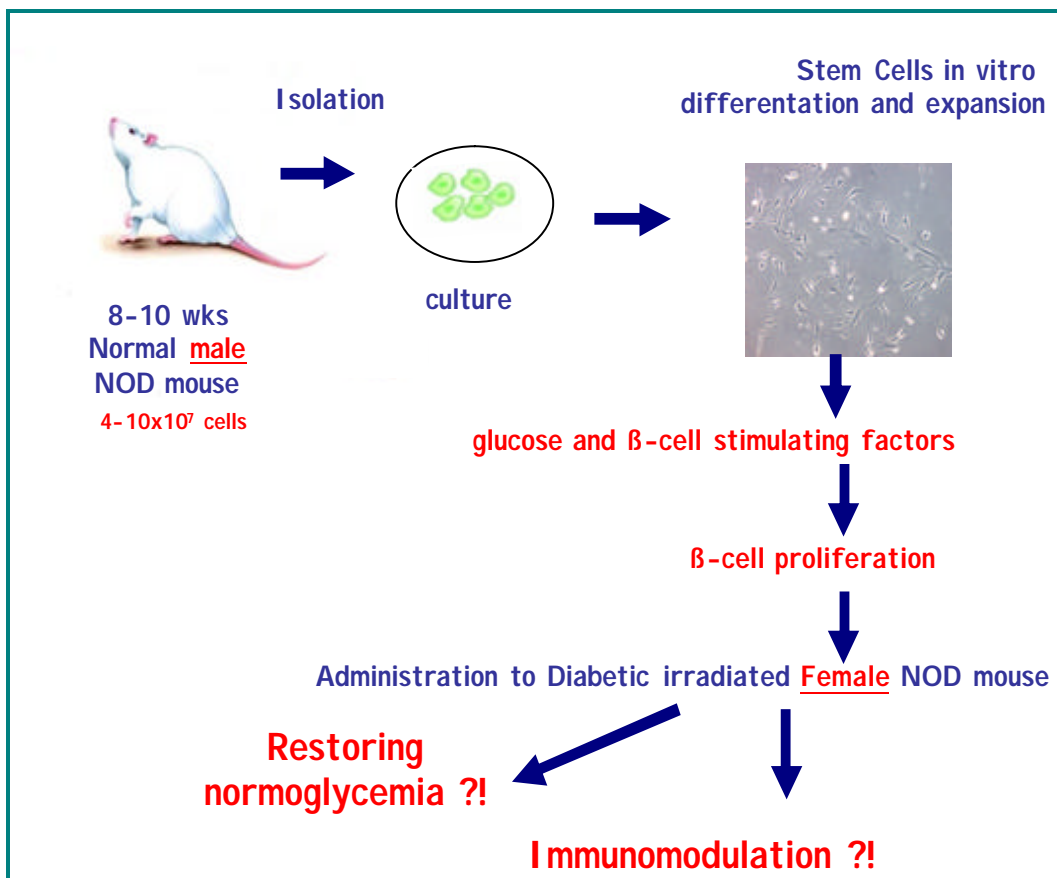 Isolation
Stem Cells in vitro
differentation and expansion
culture
8-10 wks
Normal male
NOD mouse
4-10x10⁷ cells
glucose and ß-cell stimulating factors
ß-cell proliferation
Administration to Diabetic irradiated Female NOD mouse
Restoring
normoglycemia ?!
Immunomodulation ?!